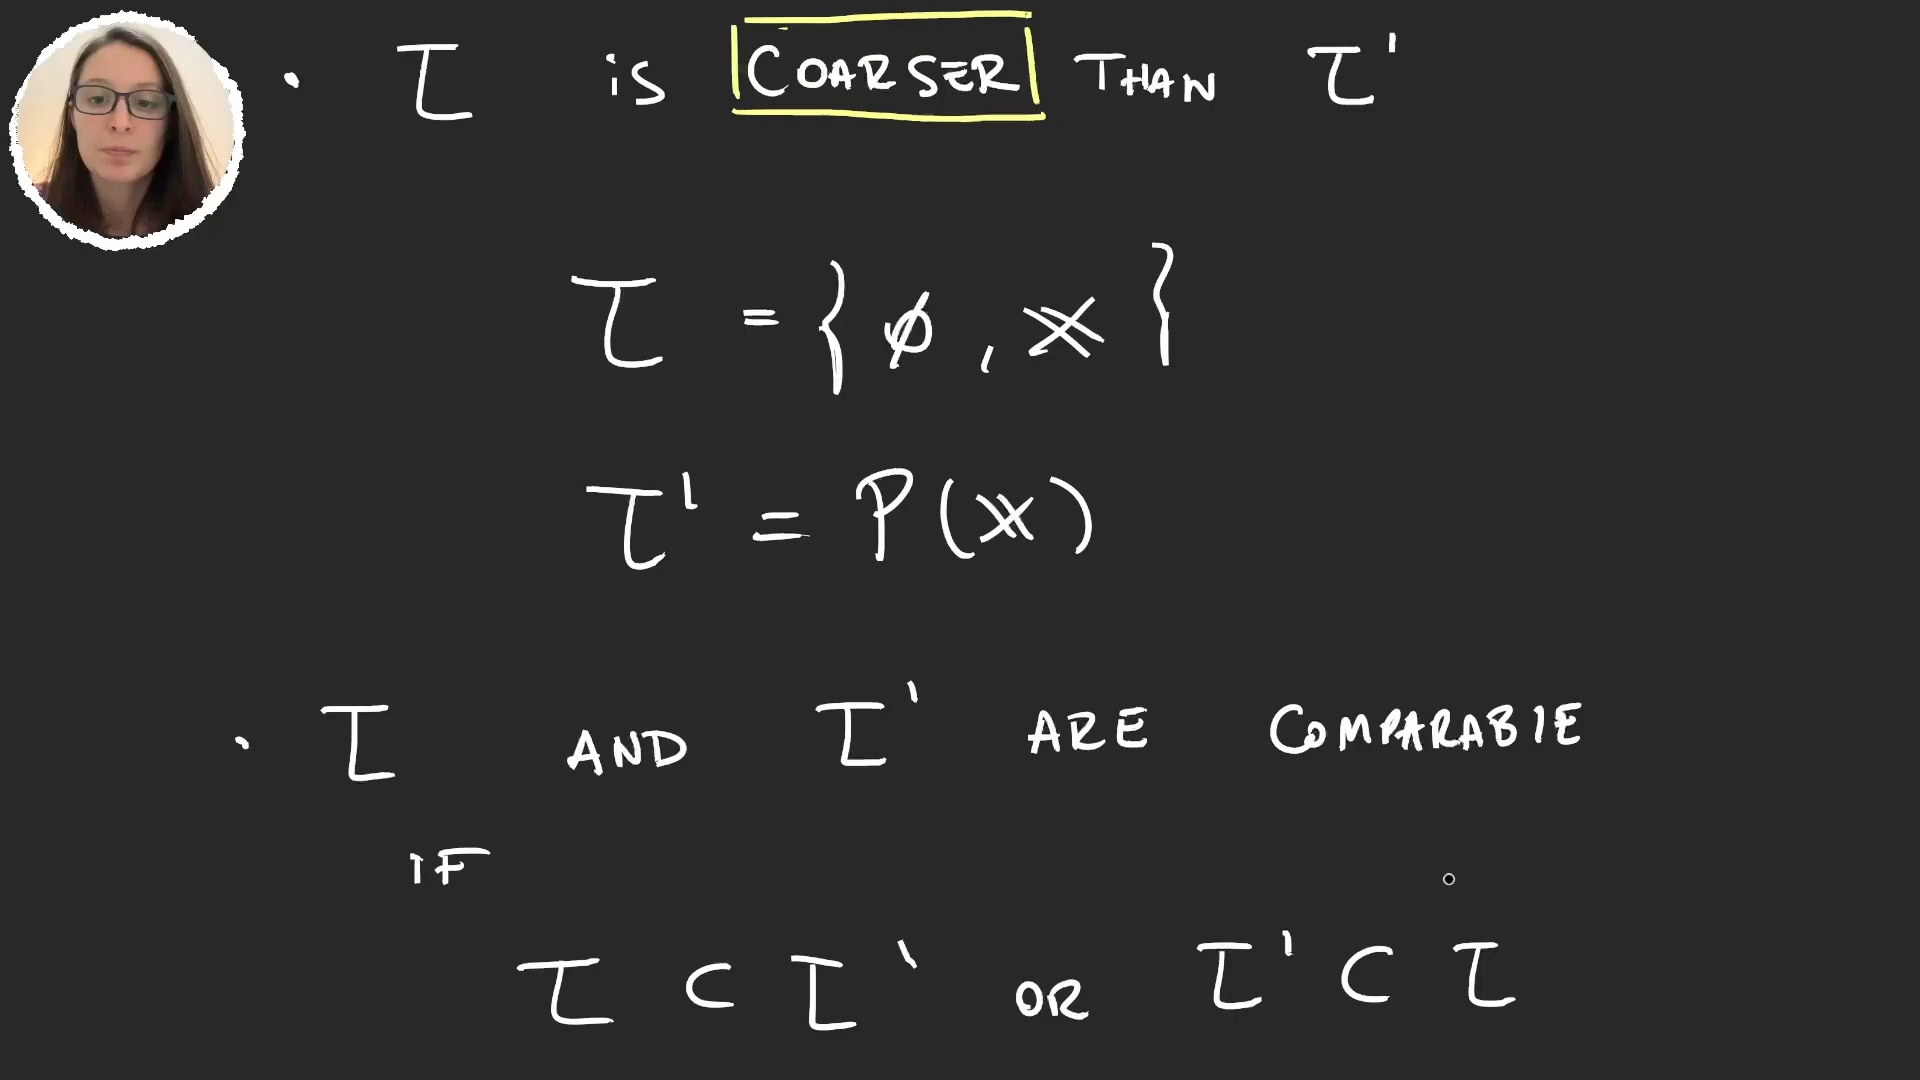 · τ is COARSER THAN τ'
τ = {∅, X}
τ' = P(X)
· τ AND τ' ARE COMPARABLE
IF
τ ⊂ τ' OR τ' ⊂ τ